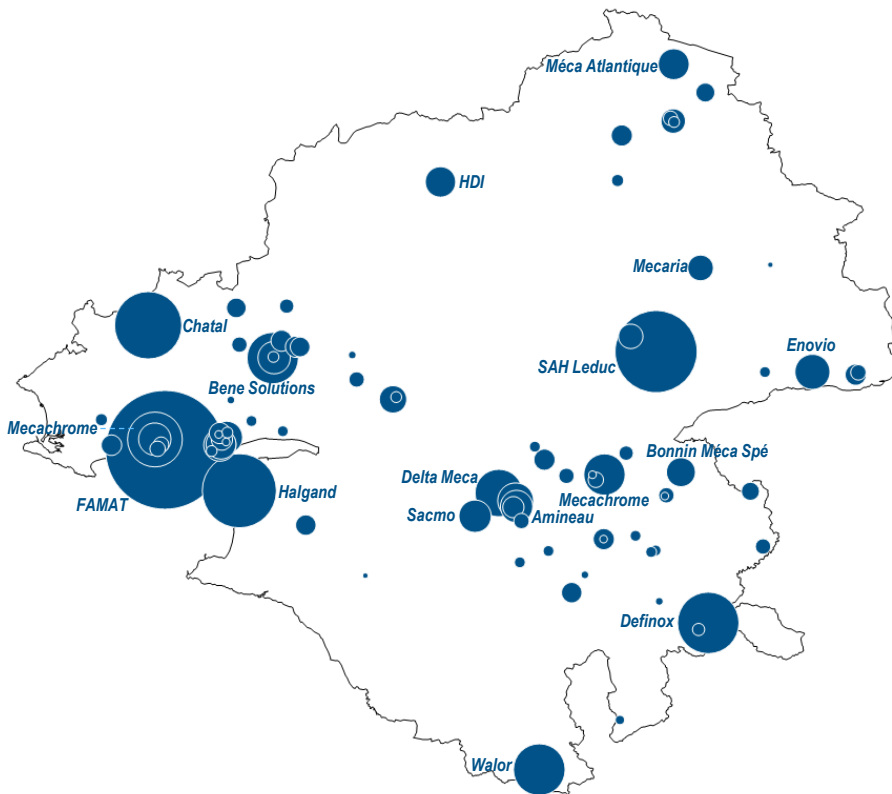 Méca Atlantique
HDI
Mecaria
Chatal
SAH Leduc
Enovio
Bene Solutions
Mecachrome
Bonnin Méca Spé
Delta Meca
Halgand
Mecachrome
FAMAT
Sacmo
Amineau
Definox
Walor